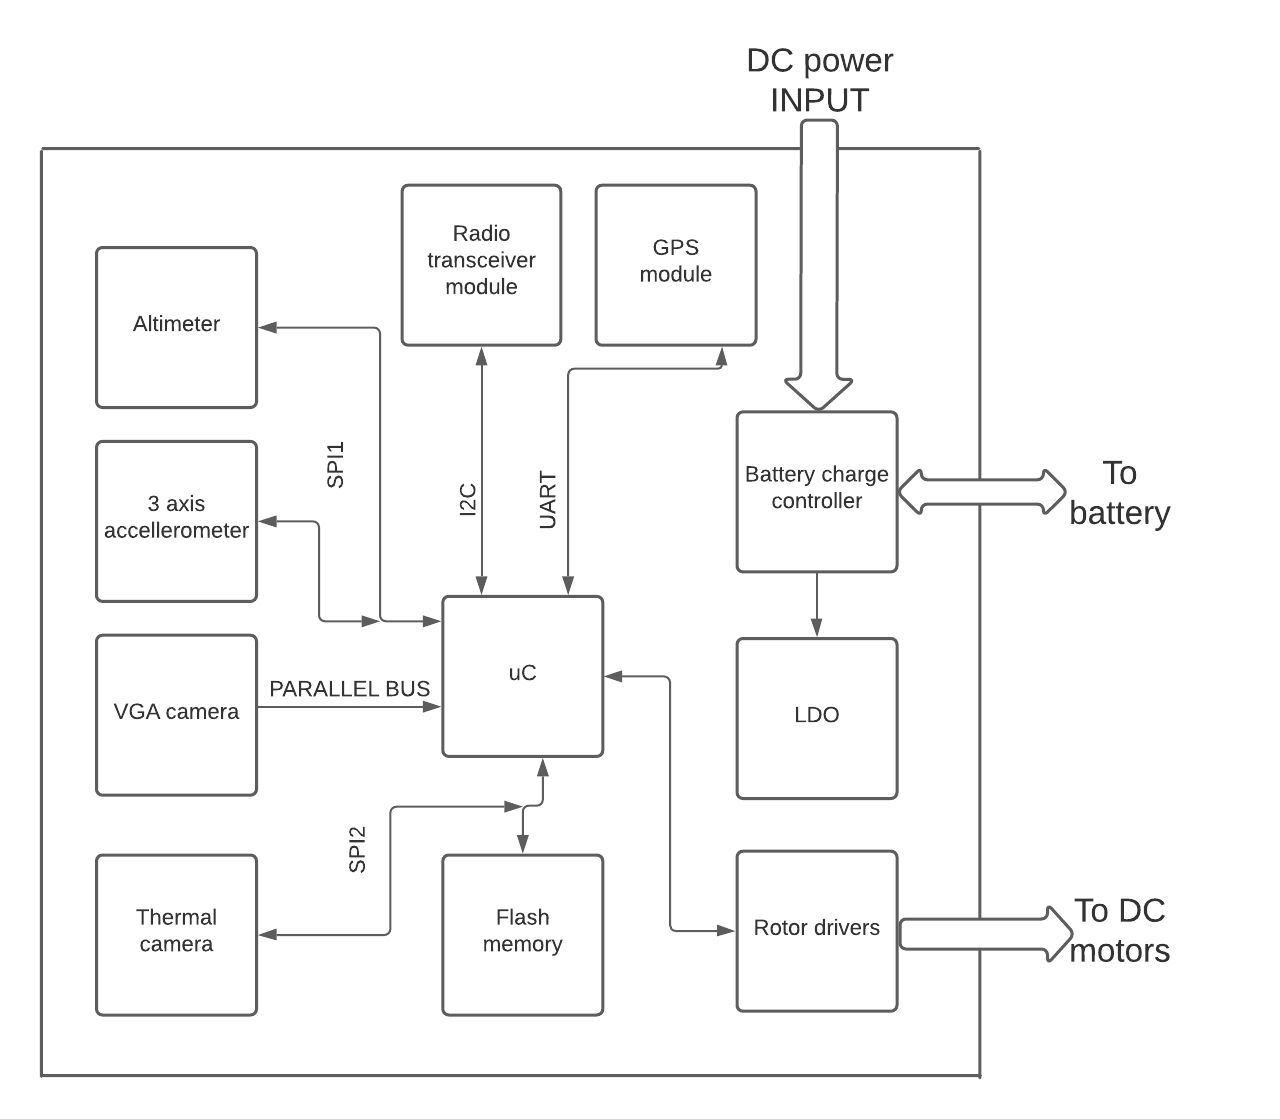 DC power
INPUT
Radio
transceiver
module
GPS
module
Altimeter
SPI1
I2C
UART
Battery charge
controller
To
battery
3 axis
accellerometer
uC
PARALLEL BUS
VGA camera
LDO
SPI2
Thermal
camera
Flash
memory
Rotor drivers
To DC
motors